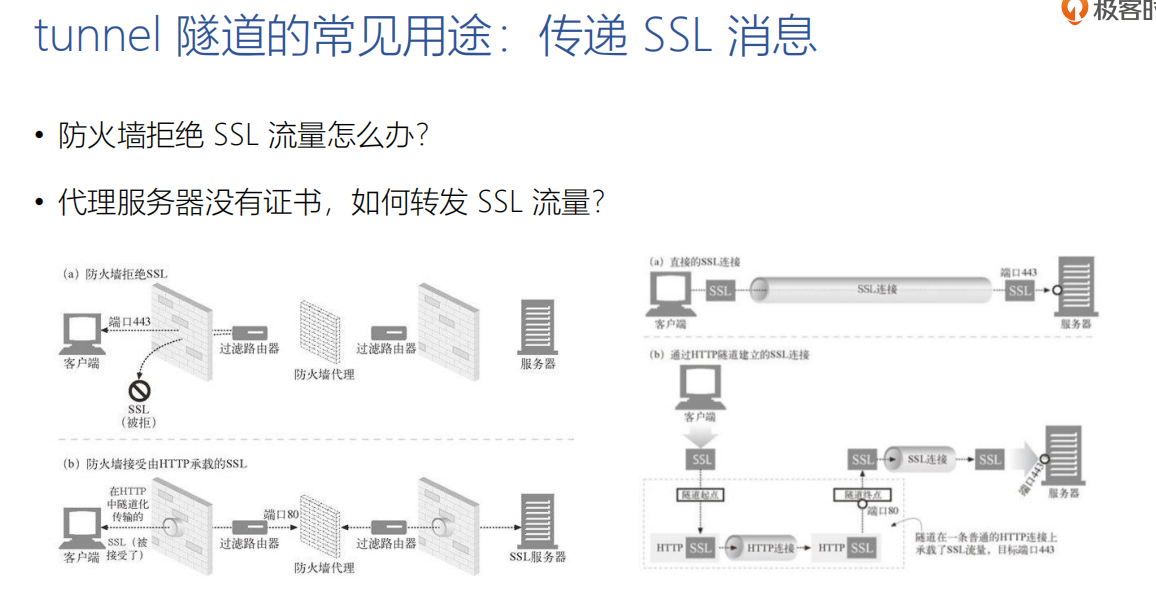 极客时
tunnel 隧道的常见用途：传递 SSL 消息
• 防火墙拒绝 SSL 流量怎么办？
• 代理服务器没有证书，如何转发 SSL 流量？
（a）防火墙拒绝SSL
端口443
客户端
过滤路由器
防火墙代理
过滤路由器
服务器
SSL
（被拒）
（b）防火墙接受由HTTP承载的SSL
在HTTP
中隧道化
传输的
SSL（被
接受了）
客户端
过滤路由器
端口80
防火墙代理
过滤路由器
SSL服务器
（a）直接的SSL连接
客户端
SSL
SSL连接
端口443
SSL
服务器
（b）通过HTTP隧道建立的SSL连接
客户端
SSL
隧道起点
HTTP SSL
HTTP连接
HTTP SSL
端口80
隧道终点
SSL
SSL连接
SSL
端口443
服务器
隧道在一条普通的HTTP连接上
承载了SSL流量，目标端口443